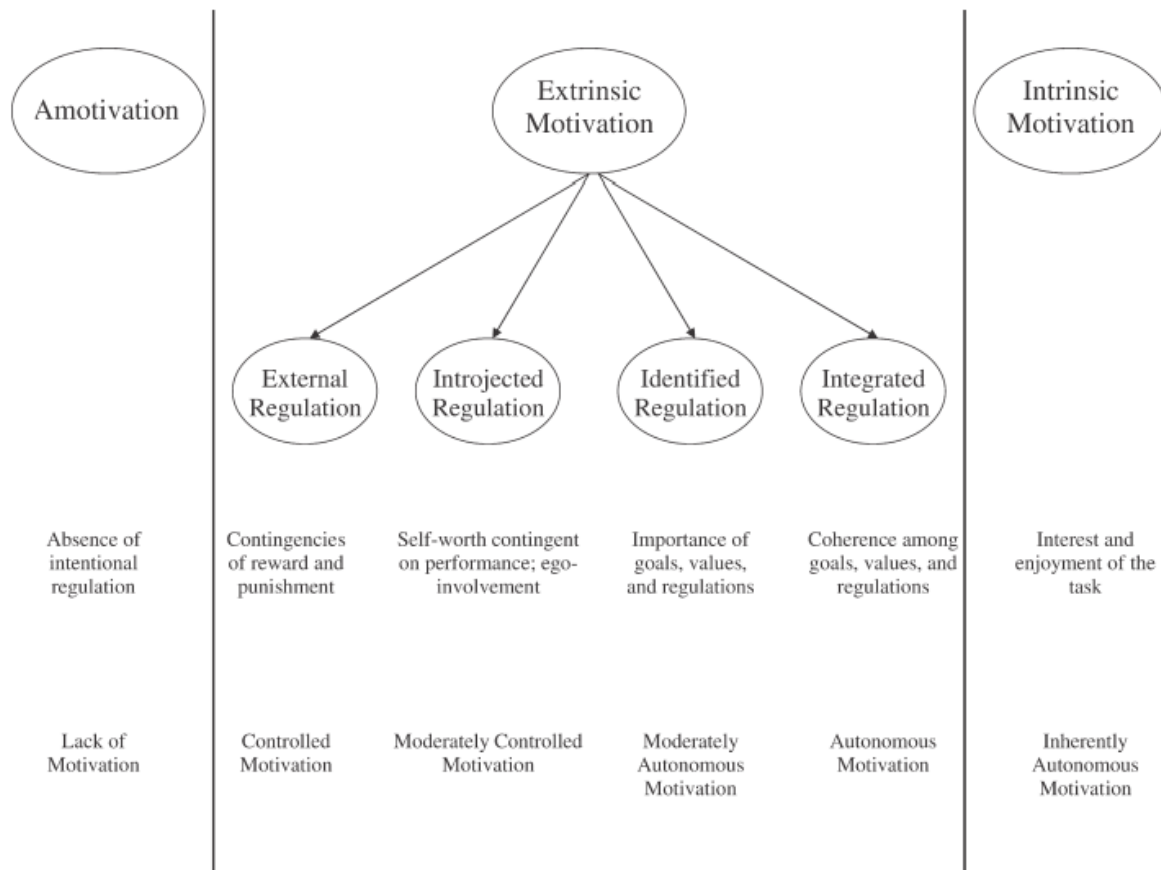 Amotivation
Extrinsic
Motivation
Intrinsic
Motivation
External
Regulation
Introjected
Regulation
Identified
Regulation
Integrated
Regulation
Absence of
intentional
regulation
Contingencies
of reward and
punishment
Self-worth contingent
on performance; ego-
involvement
Importance of
goals, values,
and regulations
Coherence among
goals, values, and
regulations
Interest and
enjoyment of the
task
Lack of
Motivation
Controlled
Motivation
Moderately Controlled
Motivation
Moderately
Autonomous
Motivation
Autonomous
Motivation
Inherently
Autonomous
Motivation